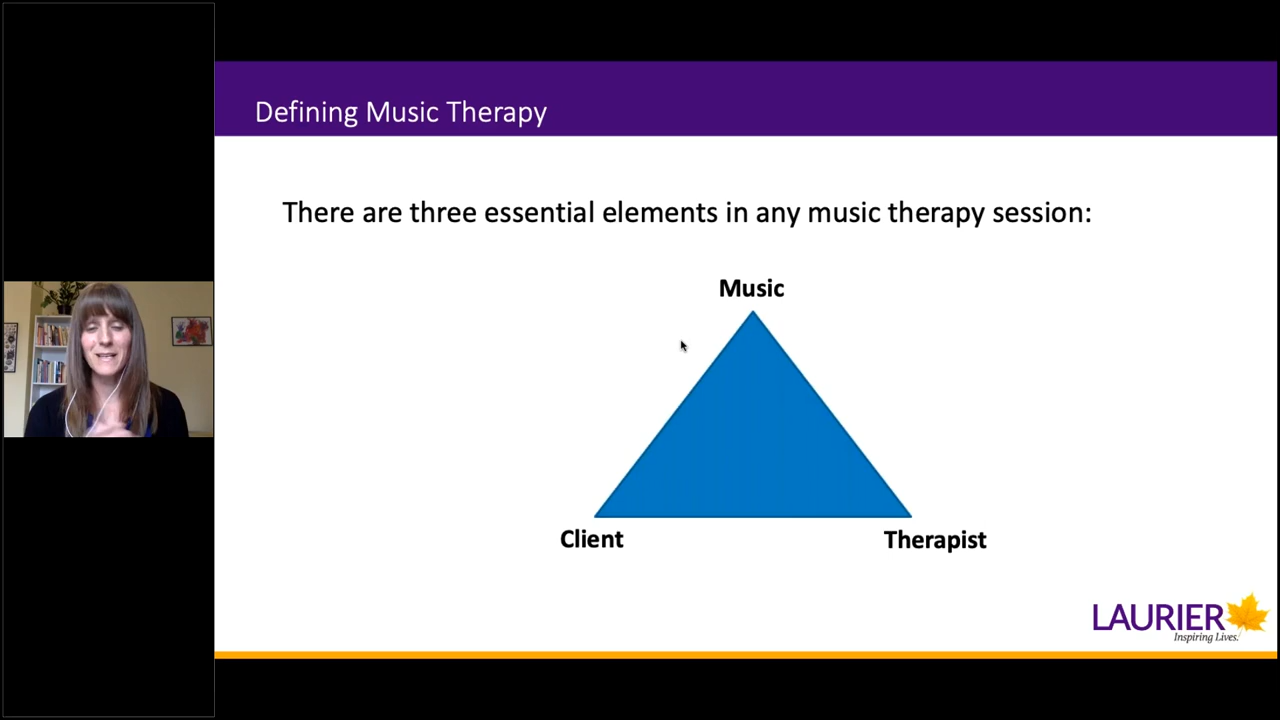 Defining Music Therapy
There are three essential elements in any music therapy session:
Music
Client
Therapist
LAURIER
Inspiring Lives.